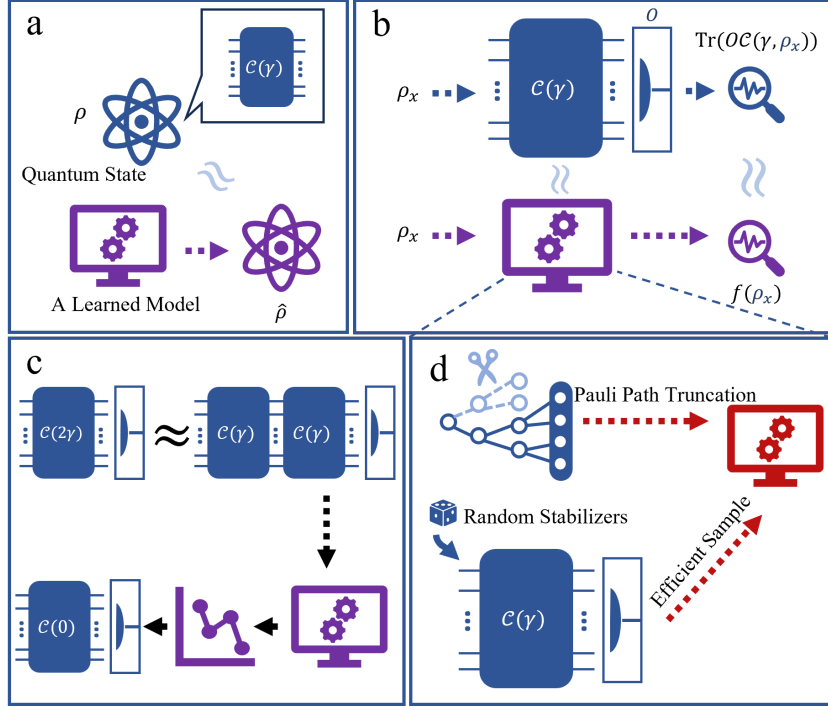 a
𝒞(γ)
ρ
Quantum State
A Learned Model
ρ̂
b
O
Tr(O𝒞(γ, ρₓ))
ρₓ
𝒞(γ)
ρₓ
f(ρₓ)
c
𝒞(2γ)
≈
𝒞(γ)
𝒞(γ)
𝒞(0)
d
Pauli Path Truncation
Random Stabilizers
𝒞(γ)
Efficient Sample